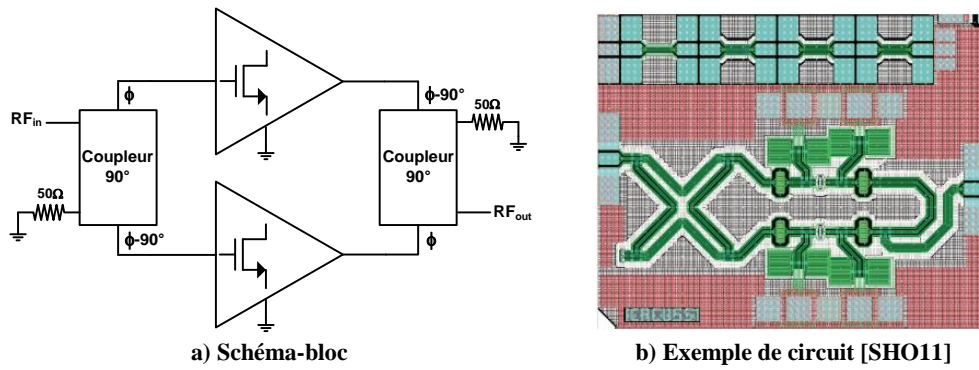 ϕ
RFin
Coupleur
90°
50Ω
ϕ-90°
ϕ-90°
50Ω
Coupleur
90°
RFout
ϕ
a) Schéma-bloc
b) Exemple de circuit [SHO11]